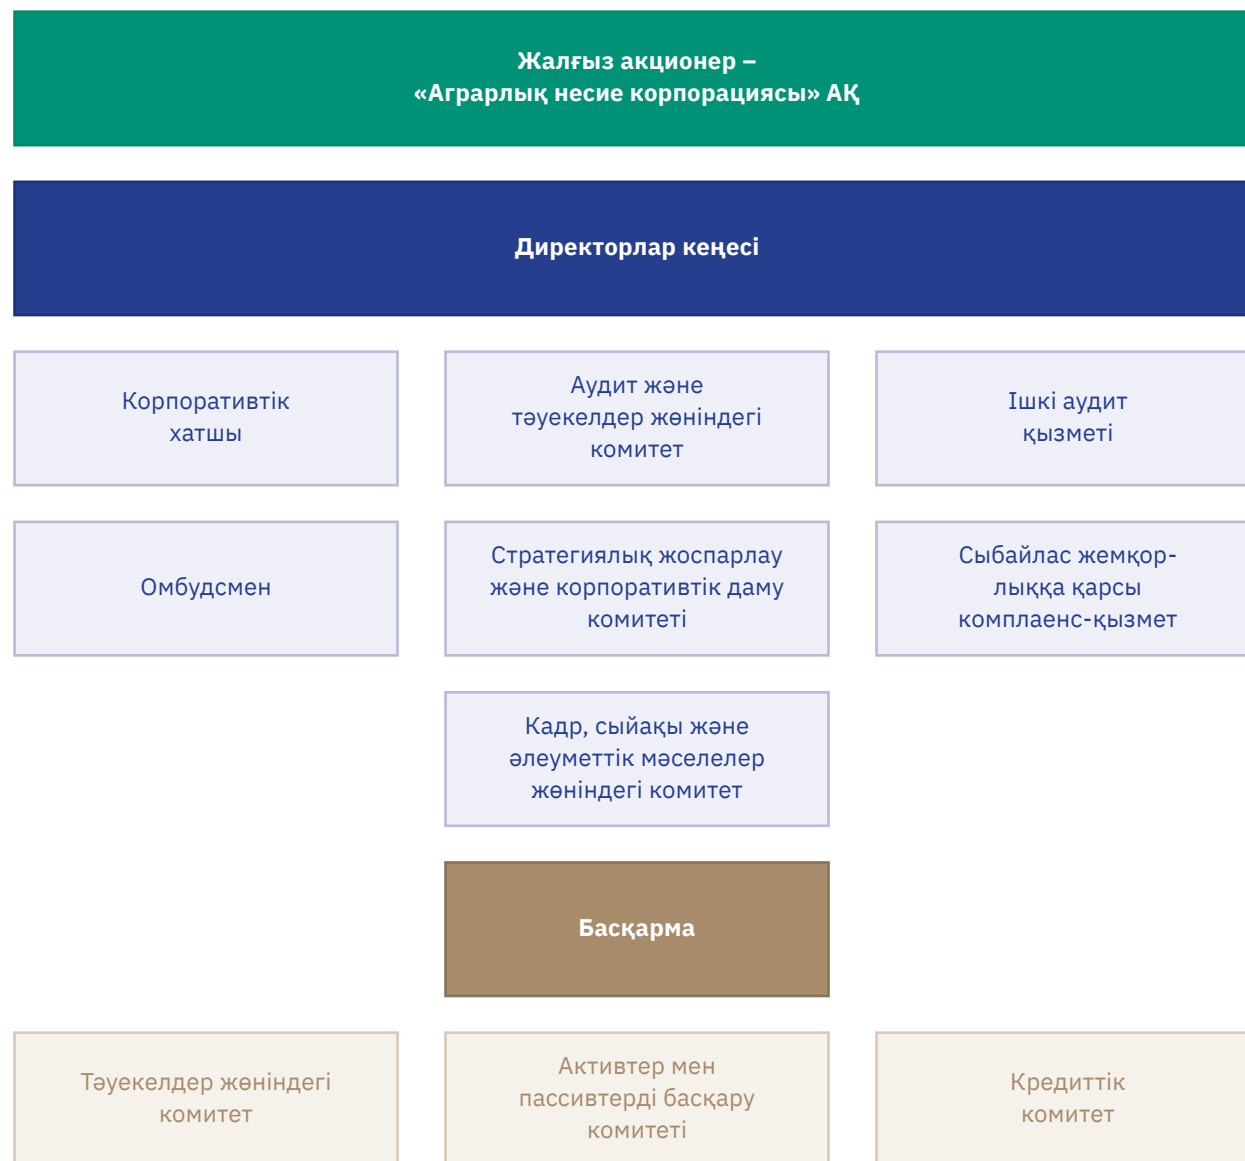 Жалғыз акционер –
«Аграрлық несие корпорациясы» АҚ
Директорлар кеңесі
Корпоративтік
хатшы
Аудит және
тәуекелдер жөніндегі
комитет
Ішкі аудит
қызметі
Омбудсмен
Стратегиялық жоспарлау
және корпоративтік даму
комитеті
Сыбайлас жемқор-
лыққа қарсы
комплаенс-қызмет
Кадр, сыйақы және
әлеуметтік мәселелер
жөніндегі комитет
Басқарма
Тәуекелдер жөніндегі
комитет
Активтер мен
пассивтерді басқару
комитеті
Кредиттік
комитет